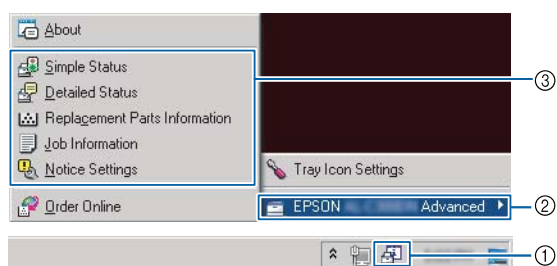 About
Simple Status
Detailed Status
Replacement Parts Information
Job Information
Notice Settings
Order Online
Tray Icon Settings
EPSON Advanced
③
②
①